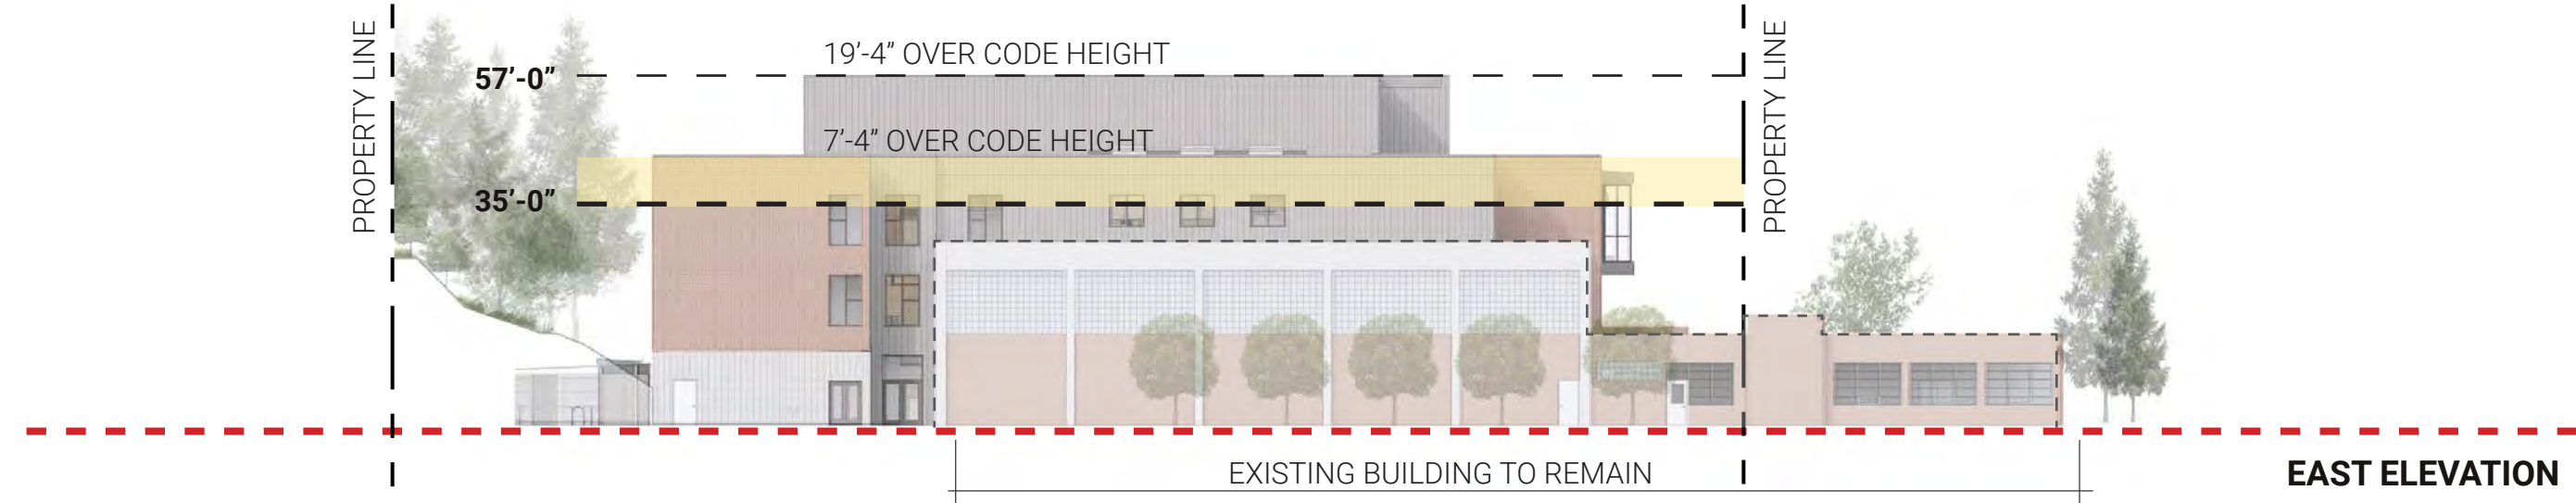 PROPERTY LINE
19’-4” OVER CODE HEIGHT
57’-0”
7’-4” OVER CODE HEIGHT
35’-0”
PROPERTY LINE
EXISTING BUILDING TO REMAIN
EAST ELEVATION